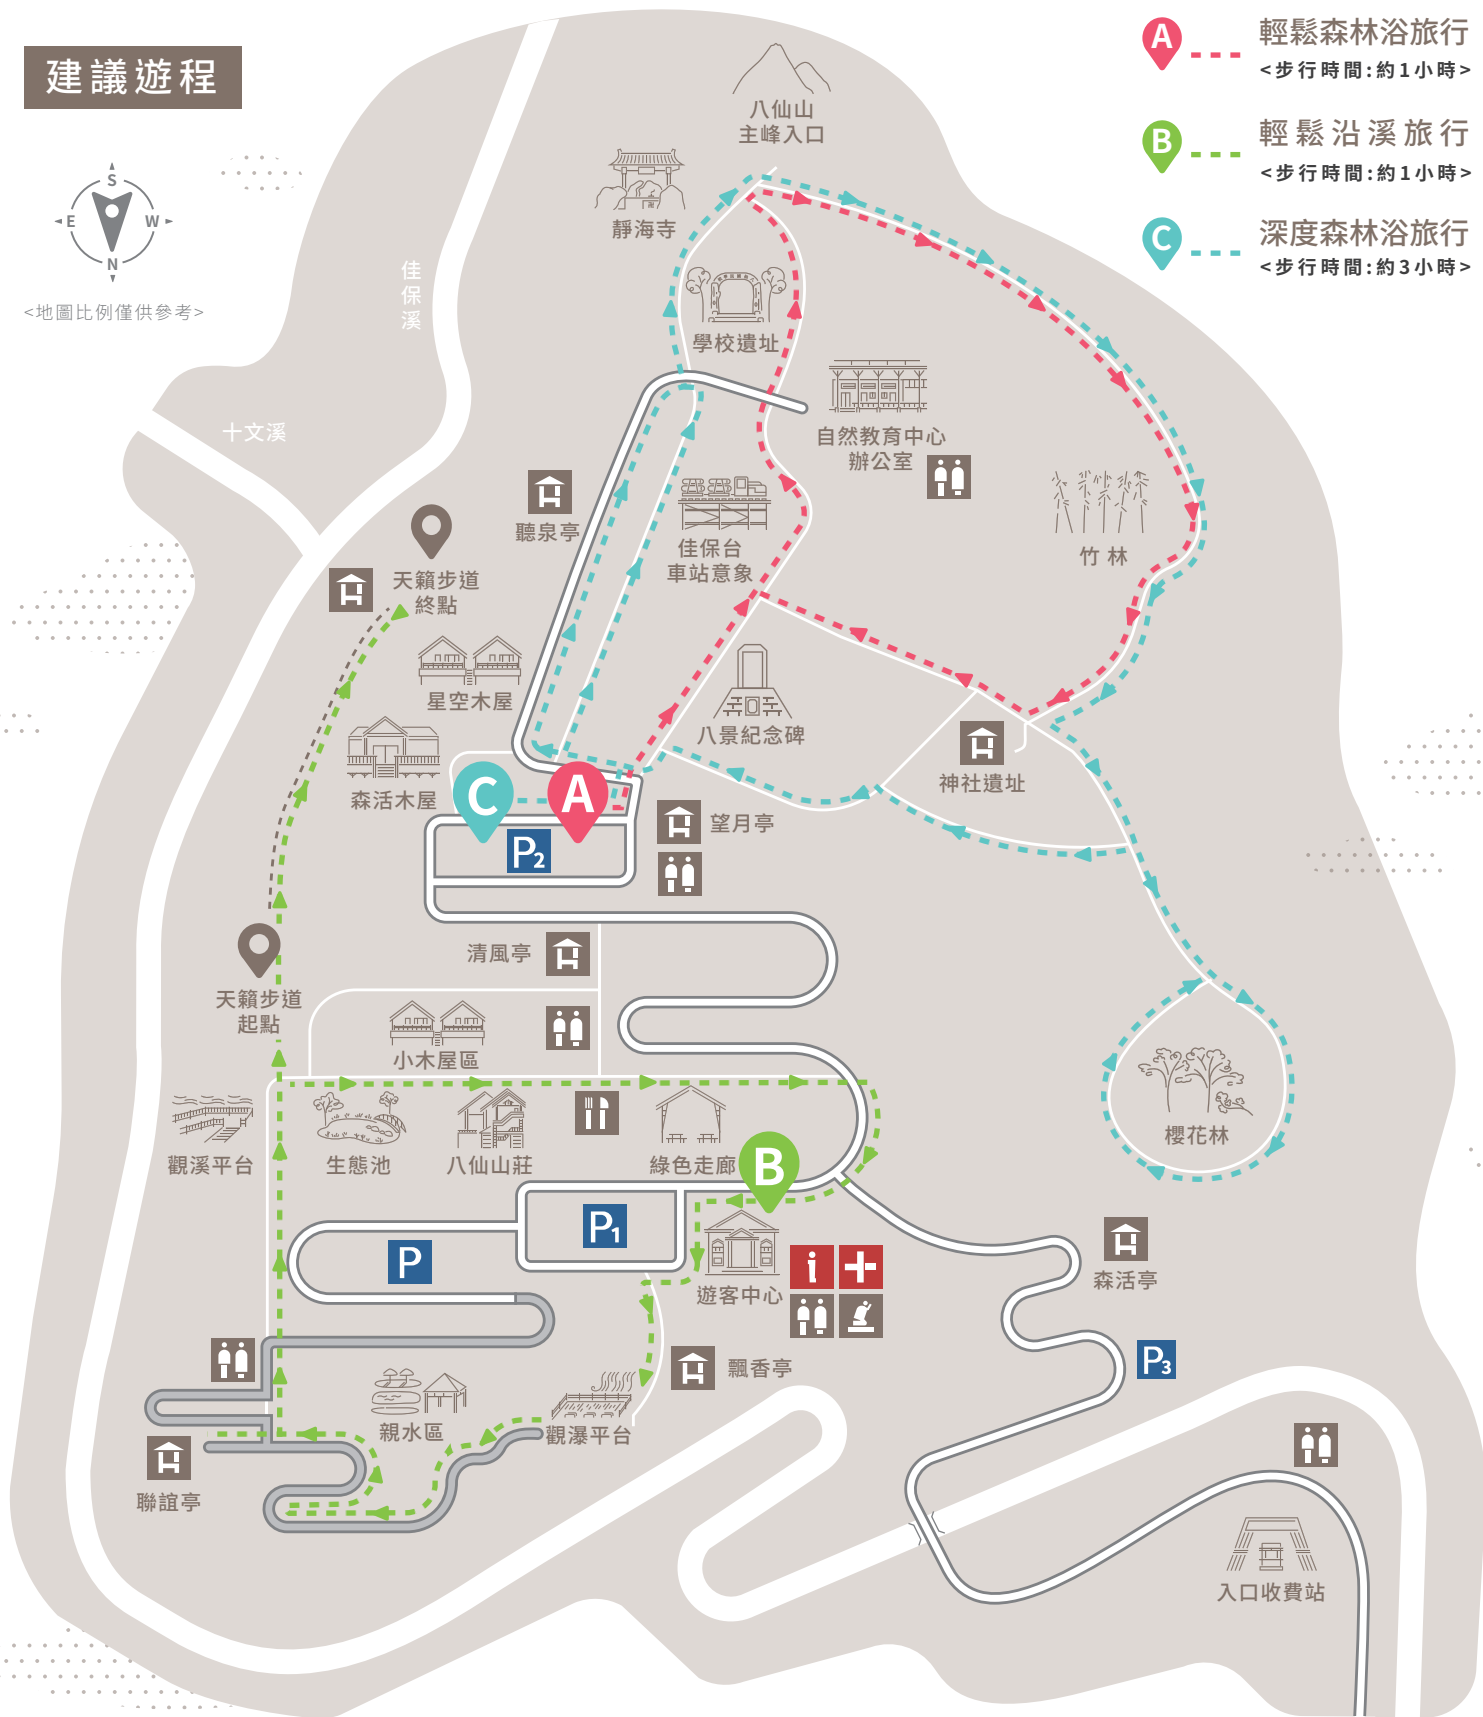 建議遊程
S
E
W
N
<地圖比例僅供參考>
A
輕鬆森林浴旅行
<步行時間:約1小時>
B
輕鬆沿溪旅行
<步行時間:約1小時>
C
深度森林浴旅行
<步行時間:約3小時>
八仙山
主峰入口
靜海寺
佳保溪
學校遺址
十文溪
自然教育中心
辦公室
聽泉亭
佳保台
車站意象
竹林
天籟步道
終點
星空木屋
八景紀念碑
森活木屋
神社遺址
C
A
P2
望月亭
清風亭
天籟步道
起點
小木屋區
櫻花林
觀溪平台
生態池
八仙山莊
綠色走廊
B
P1
P
遊客中心
i
森活亭
P3
飄香亭
親水區
觀瀑平台
聯誼亭
入口收費站